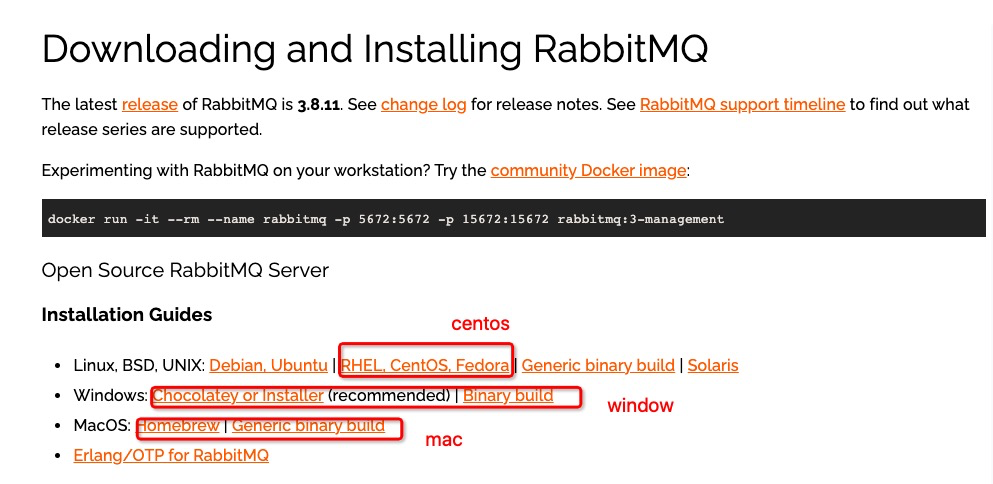 Downloading and Installing RabbitMQ
The latest release of RabbitMQ is 3.8.11. See change log for release notes. See RabbitMQ support timeline to find out what
release series are supported.
Experimenting with RabbitMQ on your workstation? Try the community Docker image:
docker run -it --rm --name rabbitmq -p 5672:5672 -p 15672:15672 rabbitmq:3-management
Open Source RabbitMQ Server
Installation Guides
centos
• Linux, BSD, UNIX: Debian, Ubuntu | RHEL, CentOS, Fedora | Generic binary build | Solaris
• Windows: Chocolatey or Installer (recommended) | Binary build
window
• MacOS: Homebrew | Generic binary build
mac
• Erlang/OTP for RabbitMQ